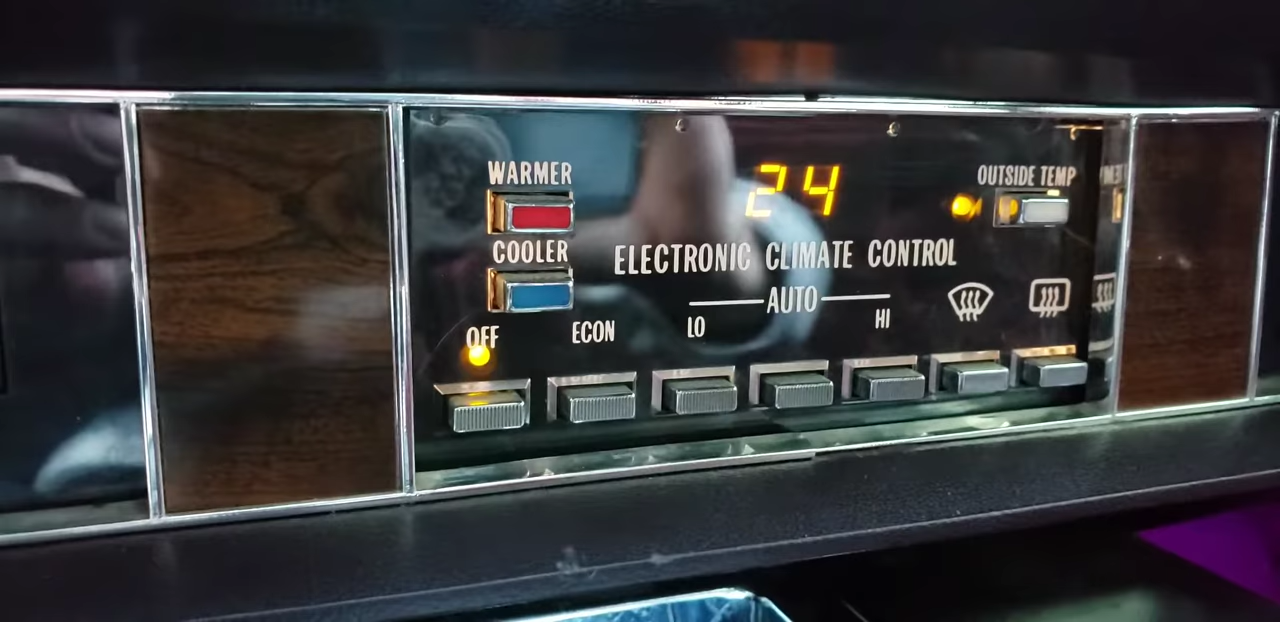 WARMER
24
OUTSIDE TEMP
COOLER
ELECTRONIC CLIMATE CONTROL
AUTO
OFF
ECON
LO
HI